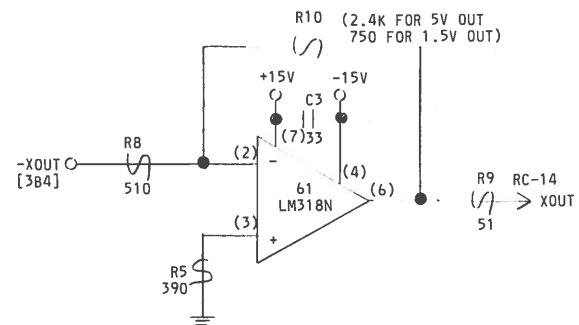 R10 (2.4K FOR 5V OUT
750 FOR 1.5V OUT)
+15V
-15V
C3
33
(7)
R8
-XOUT
[3B4]
510
(2)
-
(4)
61
LM318N
(6)
R9
RC-14
XOUT
51
(3)
+
R5
390